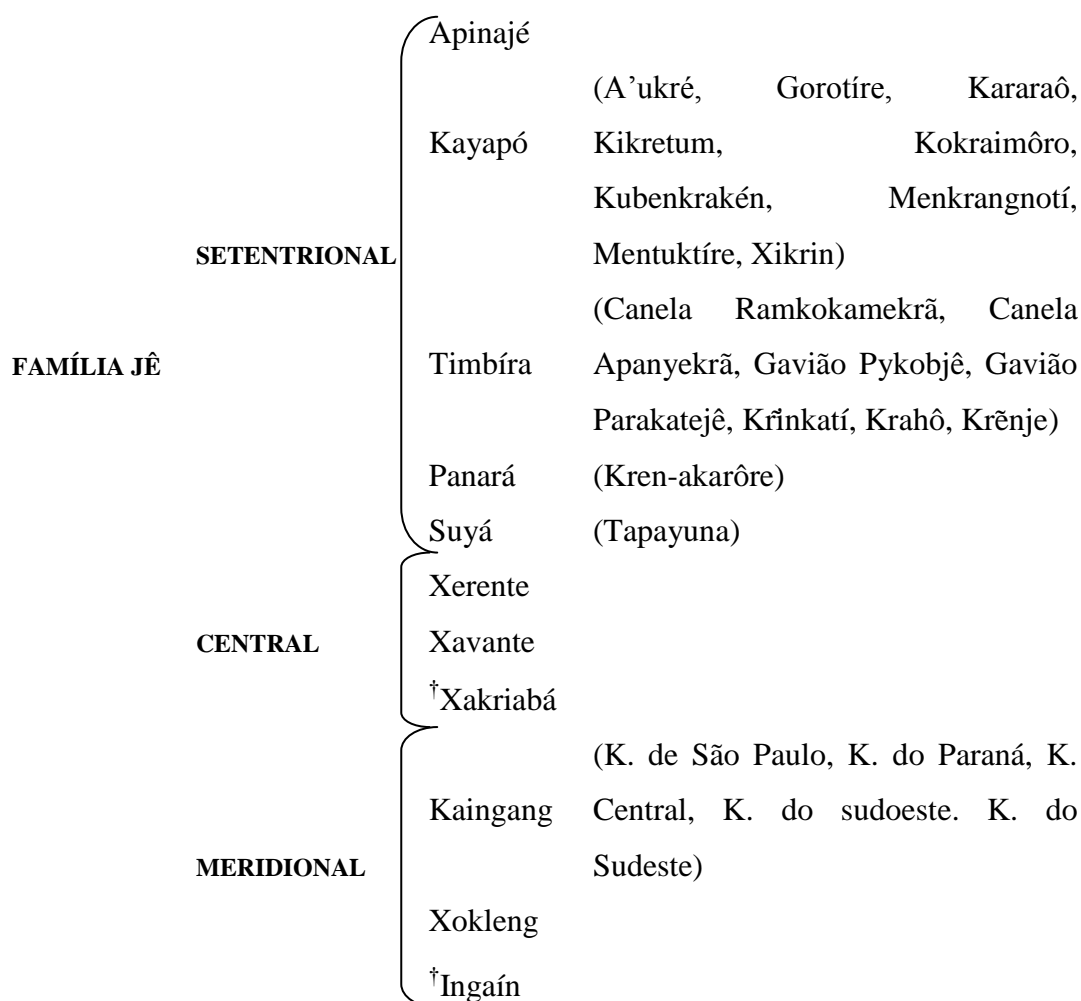 Apinajé
(A’ukré, Gorotíre, Kararaô,
Kayapó Kikretum, Kokraimôro,
Kubenkrakén, Menkrangnotí,
SETENTRIONAL Mentuktíre, Xikrin)
(Canela Ramkokamekrã, Canela
FAMÍLIA JÊ Timbíra Apanyekrã, Gavião Pykobjê, Gavião
Parakatejê, Krĩnkatí, Krahô, Krẽnje)
Panará (Kren-akarôre)
Suyá (Tapayuna)
Xerente
CENTRAL Xavante
†Xakriabá
(K. de São Paulo, K. do Paraná, K.
Kaingang Central, K. do sudoeste. K. do
MERIDIONAL Sudeste)
Xokleng
†Ingaín